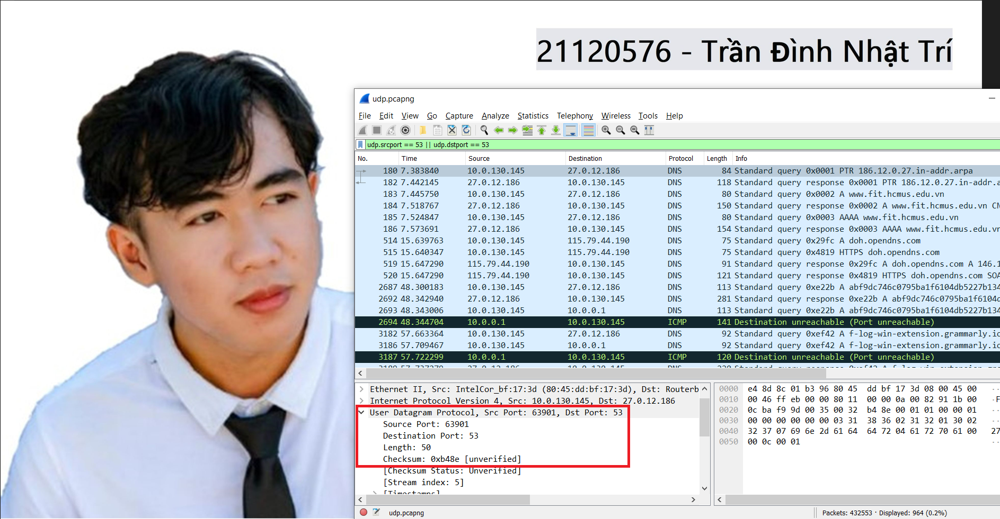 21120576 - Trần Đình Nhật Trí
udp.pcapng
File Edit View Go Capture Analyze Statistics Telephony Wireless Tools Help
udp.srcport == 53 || udp.dstport == 53
No. Time Source Destination Protocol Length Info
180 7.383840 10.0.130.145 27.0.12.186 DNS 84 Standard query 0x0001 PTR 186.12.0.27.in-addr.arpa
182 7.442145 27.0.12.186 10.0.130.145 DNS 118 Standard query response 0x0001 PTR 186.12.0.27.in-addr.a
183 7.445750 10.0.130.145 27.0.12.186 DNS 80 Standard query 0x0002 A www.fit.hcmus.edu.vn
184 7.518767 27.0.12.186 10.0.130.145 DNS 150 Standard query response 0x0002 A www.fit.hcmus.edu.vn CN
185 7.524847 10.0.130.145 27.0.12.186 DNS 80 Standard query 0x0003 AAAA www.fit.hcmus.edu.vn
186 7.573691 27.0.12.186 10.0.130.145 DNS 154 Standard query response 0x0003 AAAA www.fit.hcmus.edu.vn
514 15.639763 10.0.130.145 115.79.44.190 DNS 75 Standard query 0x29fc A doh.opendns.com
515 15.640347 10.0.130.145 115.79.44.190 DNS 75 Standard query 0x4819 HTTPS doh.opendns.com
519 15.647290 115.79.44.190 10.0.130.145 DNS 91 Standard query response 0x29fc A doh.opendns.com A 146.1
520 15.647290 115.79.44.190 10.0.130.145 DNS 121 Standard query response 0x4819 HTTPS doh.opendns.com SOA
2687 48.300183 10.0.130.145 27.0.12.186 DNS 113 Standard query 0xe22b A abf9dc746c0795ba1f6104db5227b134
2692 48.342940 27.0.12.186 10.0.130.145 DNS 281 Standard query response 0xe22b A abf9dc746c0795ba1f6104d
2693 48.343006 10.0.130.145 10.0.0.1 DNS 113 Standard query 0xe22b A abf9dc746c0795ba1f6104db5227b134
2694 48.344704 10.0.0.1 10.0.130.145 ICMP 141 Destination unreachable (Port unreachable)
3182 57.663364 10.0.130.145 27.0.12.186 DNS 92 Standard query 0xef42 A f-log-win-extension.grammarly.ic
3186 57.709467 10.0.130.145 10.0.0.1 DNS 92 Standard query 0xef42 A f-log-win-extension.grammarly.ic
3187 57.722299 10.0.0.1 10.0.130.145 ICMP 120 Destination unreachable (Port unreachable)
Ethernet II, Src: IntelCor_bf:17:3d (80:45:dd:bf:17:3d), Dst: Routerb
Internet Protocol Version 4, Src: 10.0.130.145, Dst: 27.0.12.186
User Datagram Protocol, Src Port: 63901, Dst Port: 53
Source Port: 63901
Destination Port: 53
Length: 50
Checksum: 0xb48e [unverified]
[Checksum Status: Unverified]
[Stream index: 5]
[Timestamps]
0000 e4 8d 8c 01 b3 96 80 45 dd bf 17 3d 08 00 45 00 ··
0010 00 46 ff eb 00 00 80 11 00 00 0a 00 82 91 1b 00 ·F
0020 0c ba f9 9d 00 35 00 32 b4 8e 00 01 01 00 00 01 ··
0030 00 00 00 00 00 00 03 31 38 36 02 31 32 01 30 02 ··
0040 32 37 07 69 6e 2d 61 64 64 72 04 61 72 70 61 00 27
0050 00 0c 00 01 ··
udp.pcapng
Packets: 432553 · Displayed: 964 (0.2%)